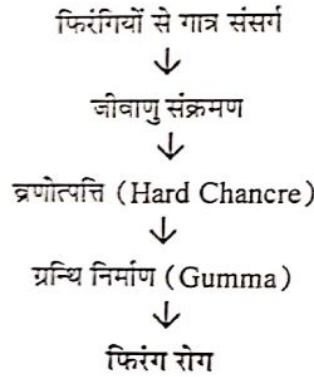 फिरंगियों से गात्र संसर्ग
↓
जीवाणु संक्रमण
↓
व्रणोत्पत्ति (Hard Chancre)
↓
ग्रन्थि निर्माण (Gumma)
↓
फिरंग रोग